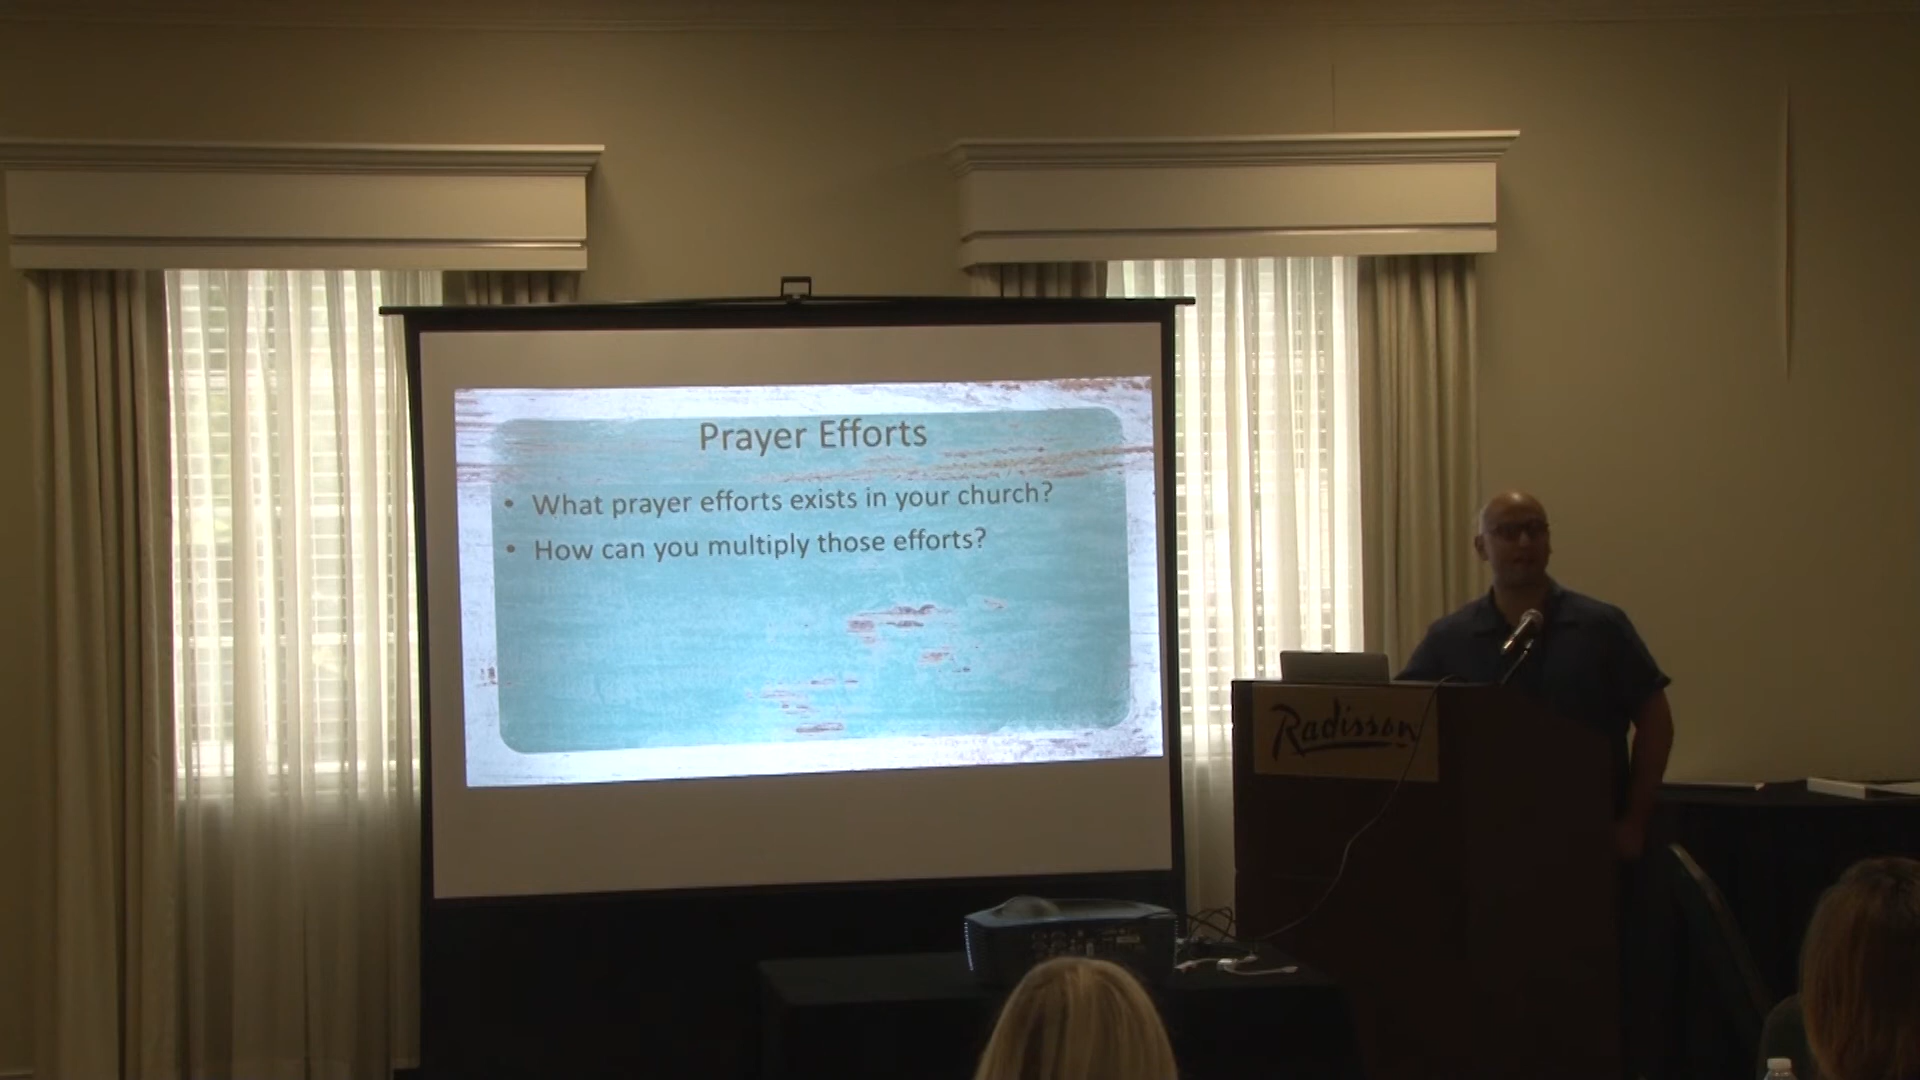 Prayer Efforts
• What prayer efforts exists in your church?
• How can you multiply those efforts?
Radisson